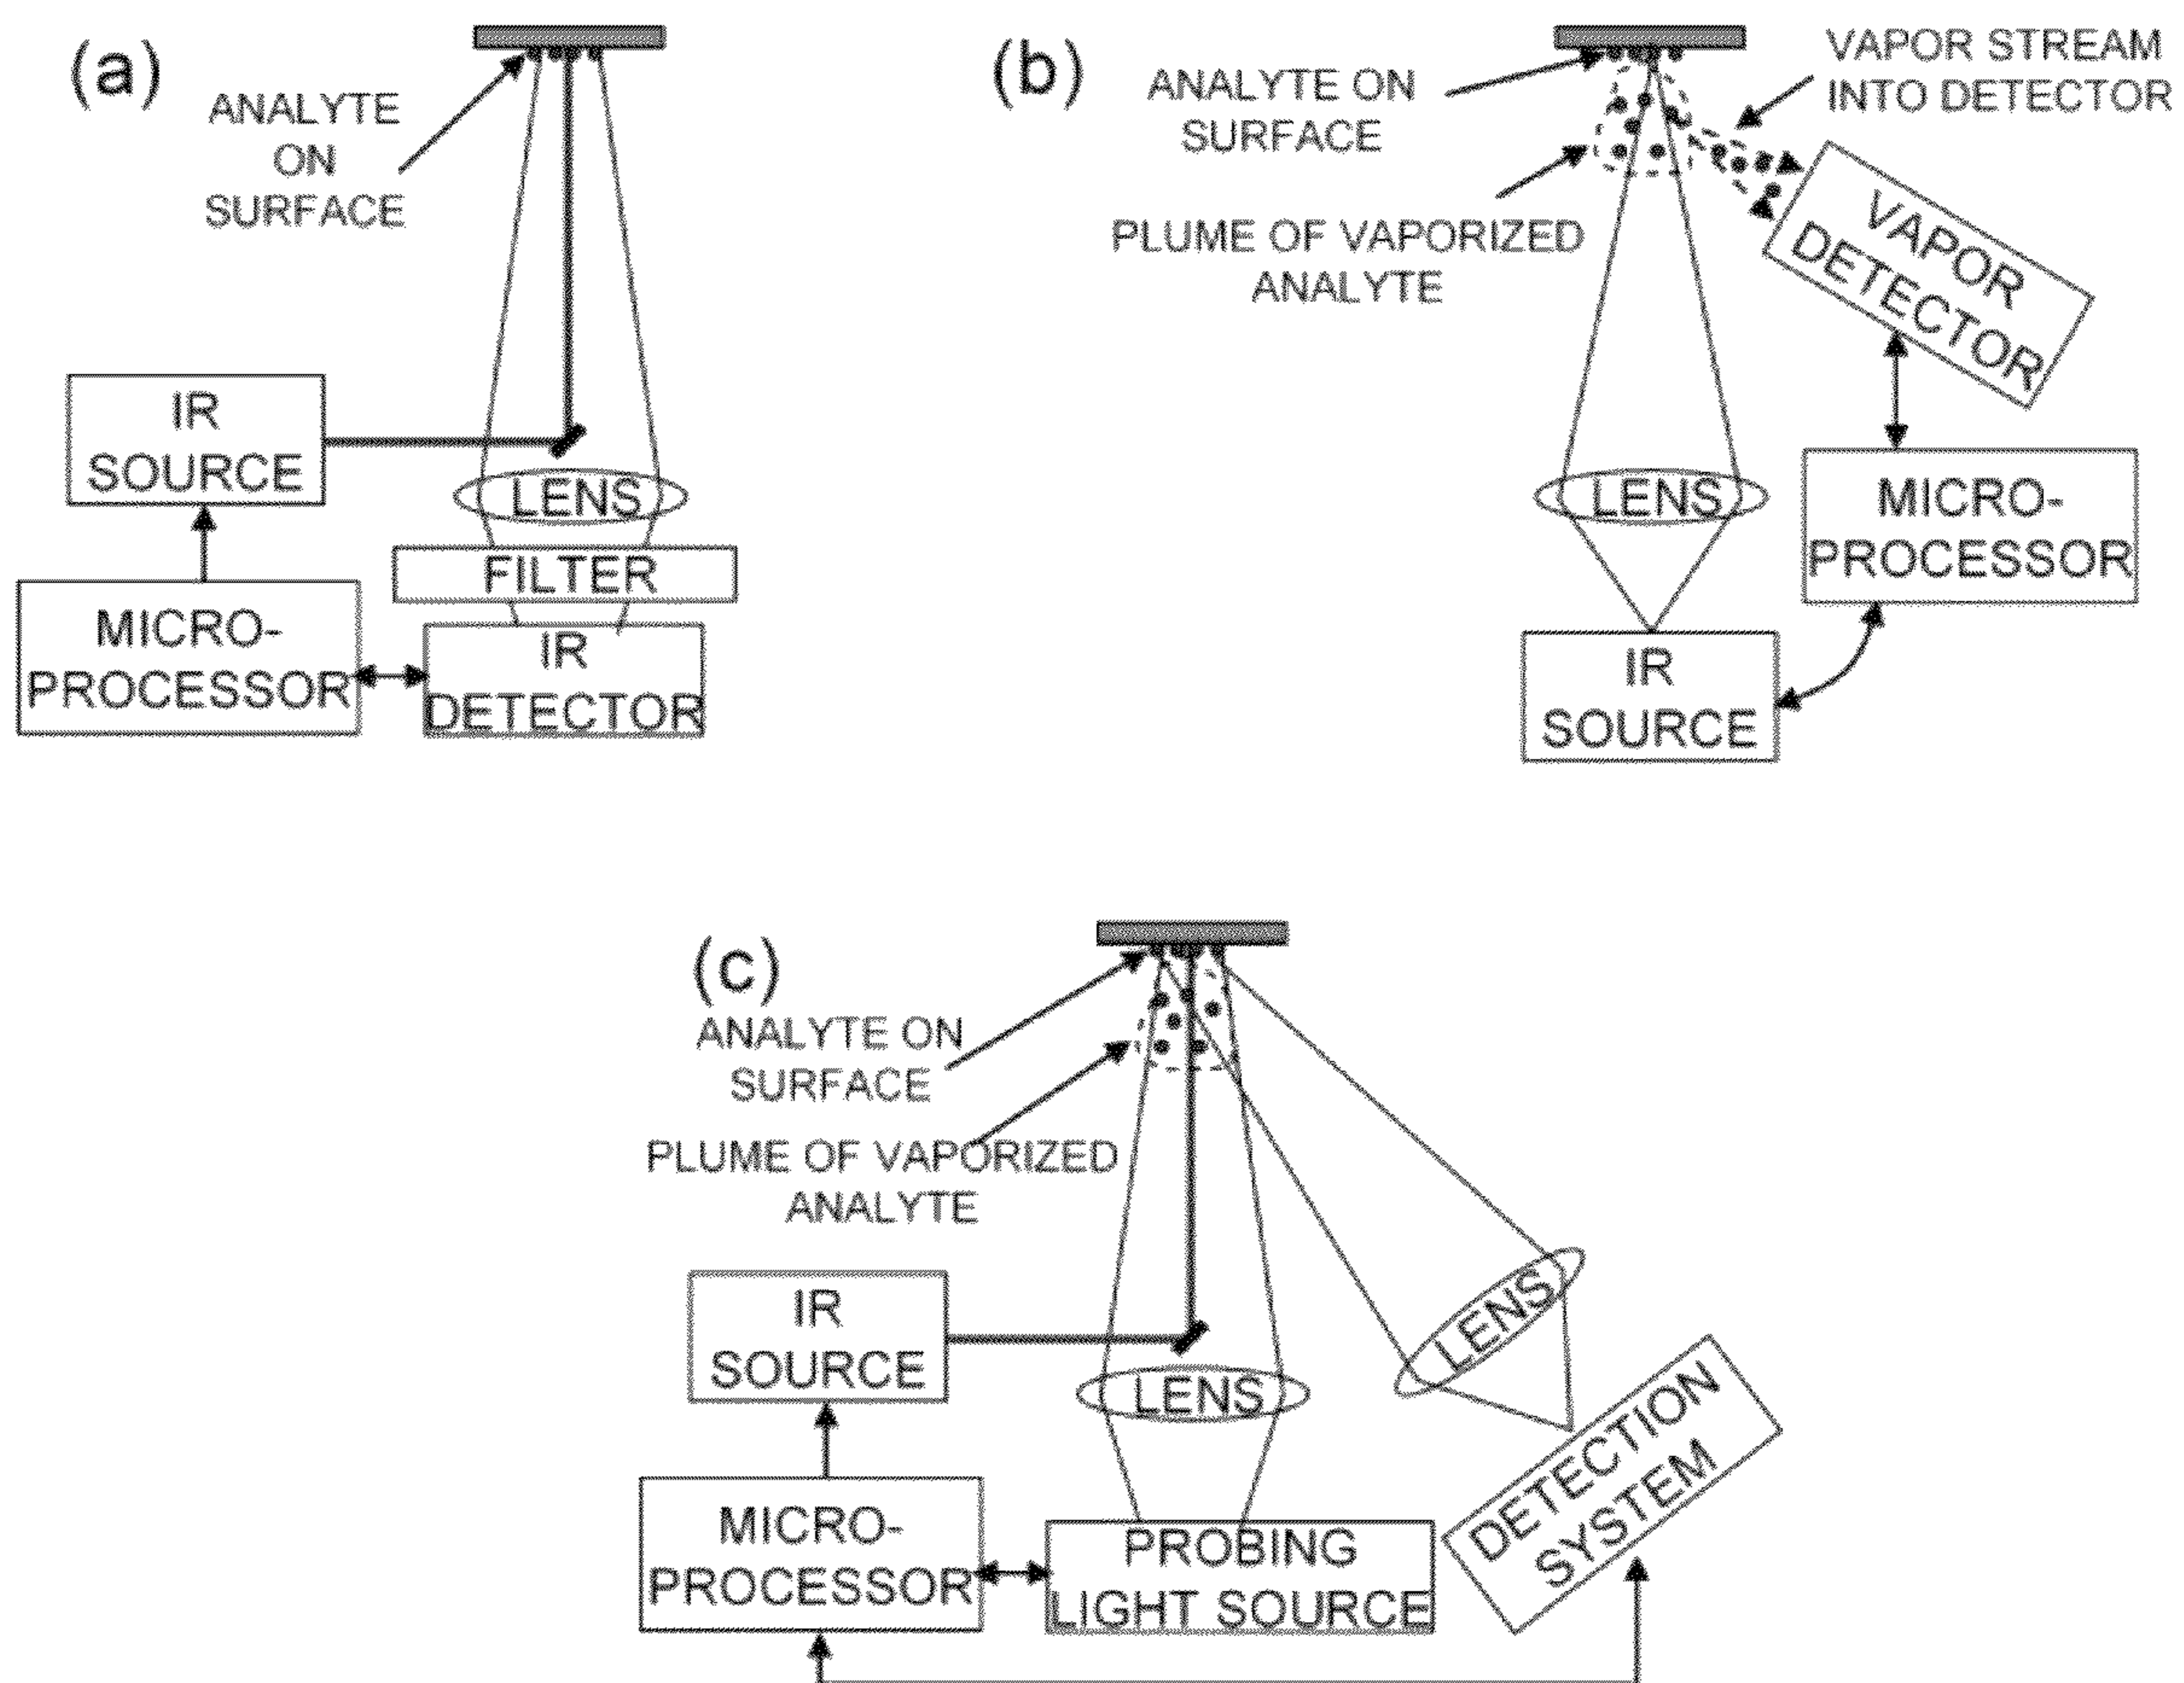 (a)
ANALYTE
ON
SURFACE
IR
SOURCE
LENS
FILTER
MICRO-
PROCESSOR
IR
DETECTOR
(b)
ANALYTE ON
SURFACE
VAPOR STREAM
INTO DETECTOR
PLUME OF VAPORIZED
ANALYTE
VAPOR
DETECTOR
LENS
MICRO-
PROCESSOR
IR
SOURCE
(c)
ANALYTE ON
SURFACE
PLUME OF VAPORIZED
ANALYTE
IR
SOURCE
LENS
LENS
MICRO-
PROCESSOR
PROBING
LIGHT SOURCE
DETECTION
SYSTEM